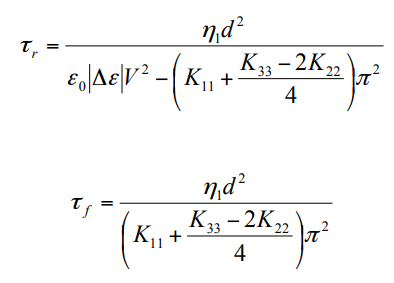 τ_r = η_1 d^2 / (ε_0|Δε|V^2 − (K_11 + (K_33 − 2K_22)/4)π^2)
τ_f = η_1 d^2 / ((K_11 + (K_33 − 2K_22)/4)π^2)